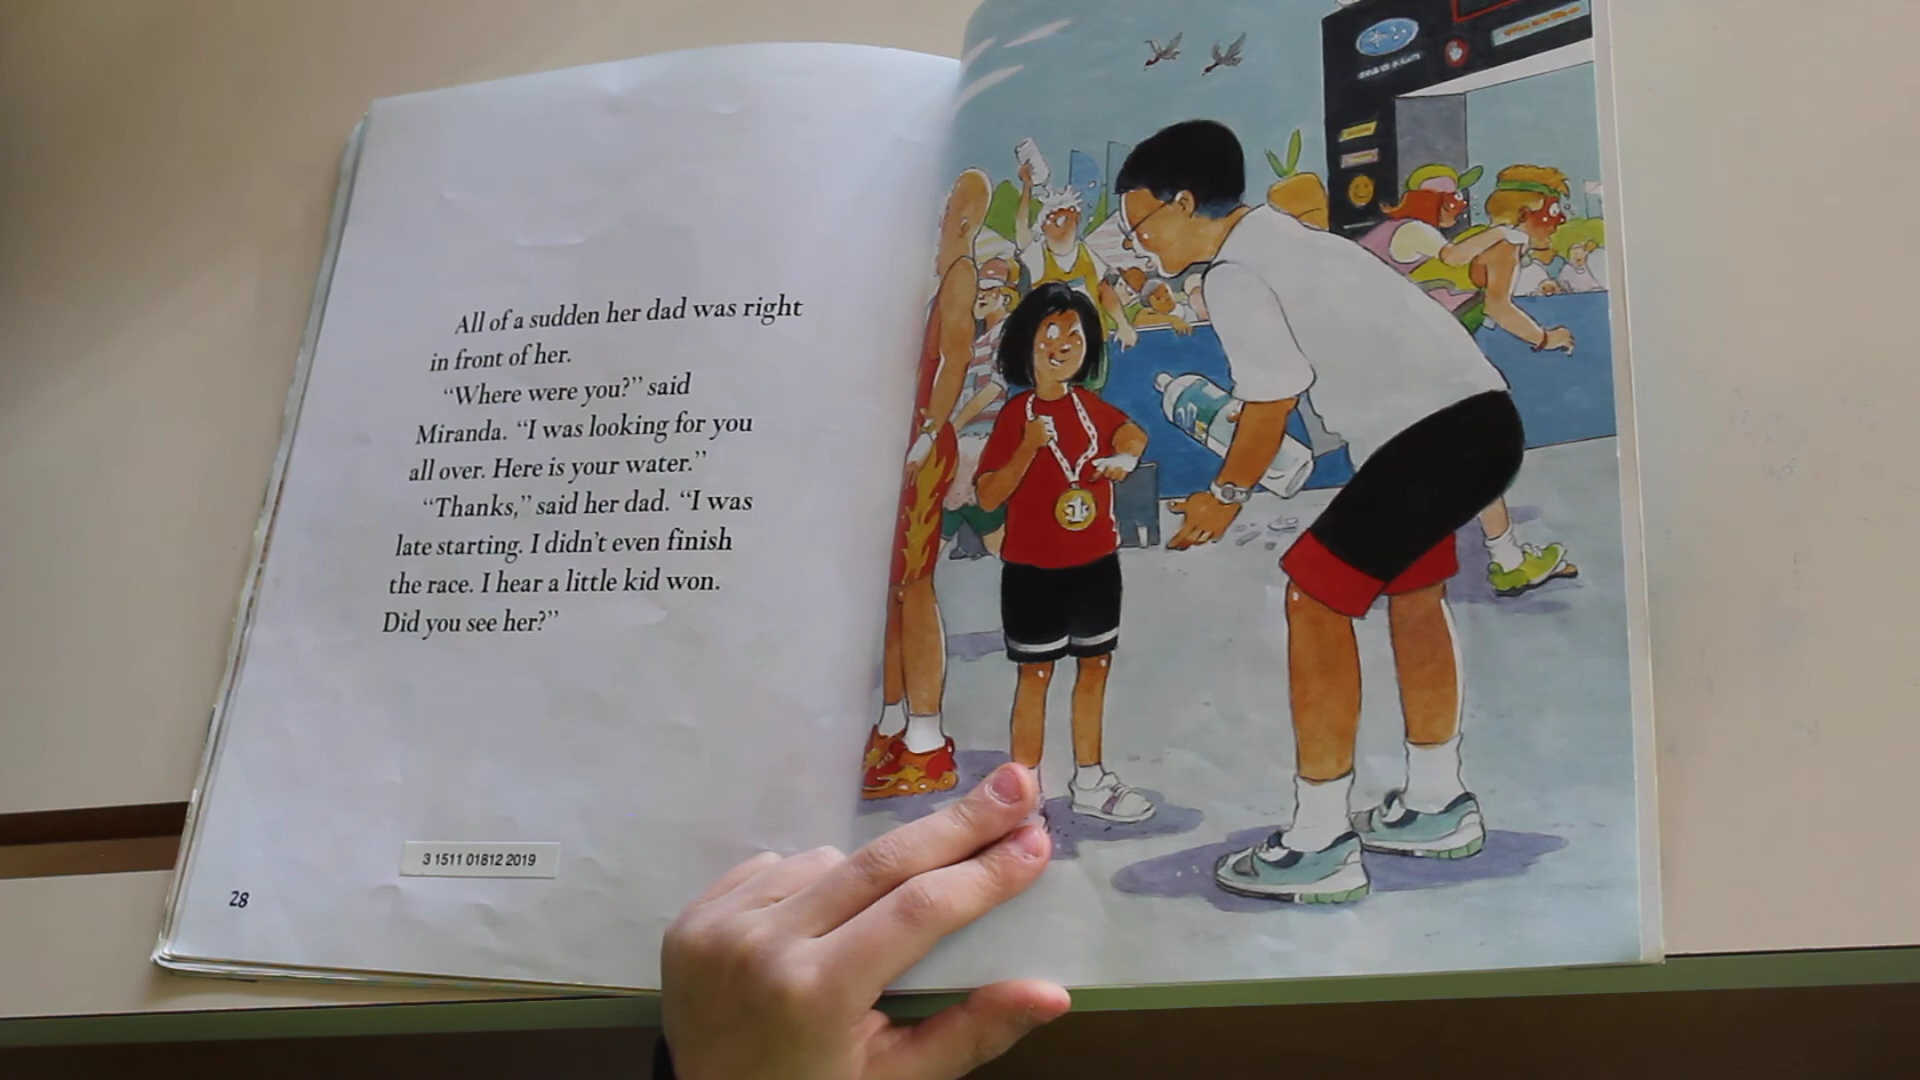 All of a sudden her dad was right
in front of her.
“Where were you?” said
Miranda. “I was looking for you
all over. Here is your water.”
“Thanks,” said her dad. “I was
late starting. I didn’t even finish
the race. I hear a little kid won.
Did you see her?”
3 1511 01812 2019
28
1